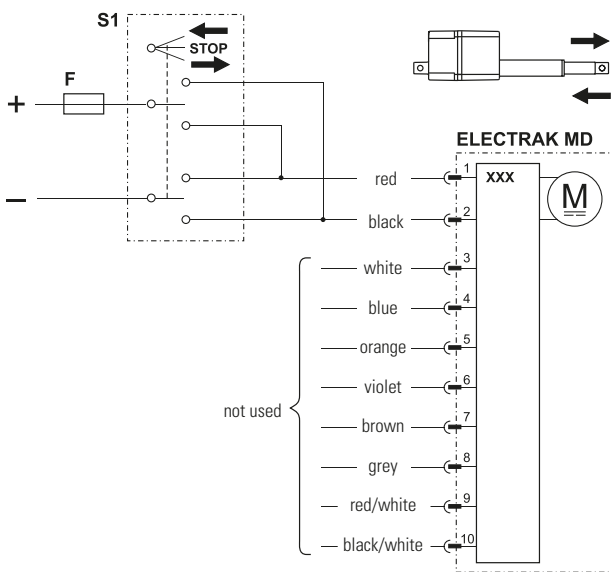 S1
STOP
F
+
–
ELECTRAK MD
XXX
M
red 1
black 2
white 3
blue 4
orange 5
violet 6
not used
brown 7
grey 8
red/white 9
black/white 10